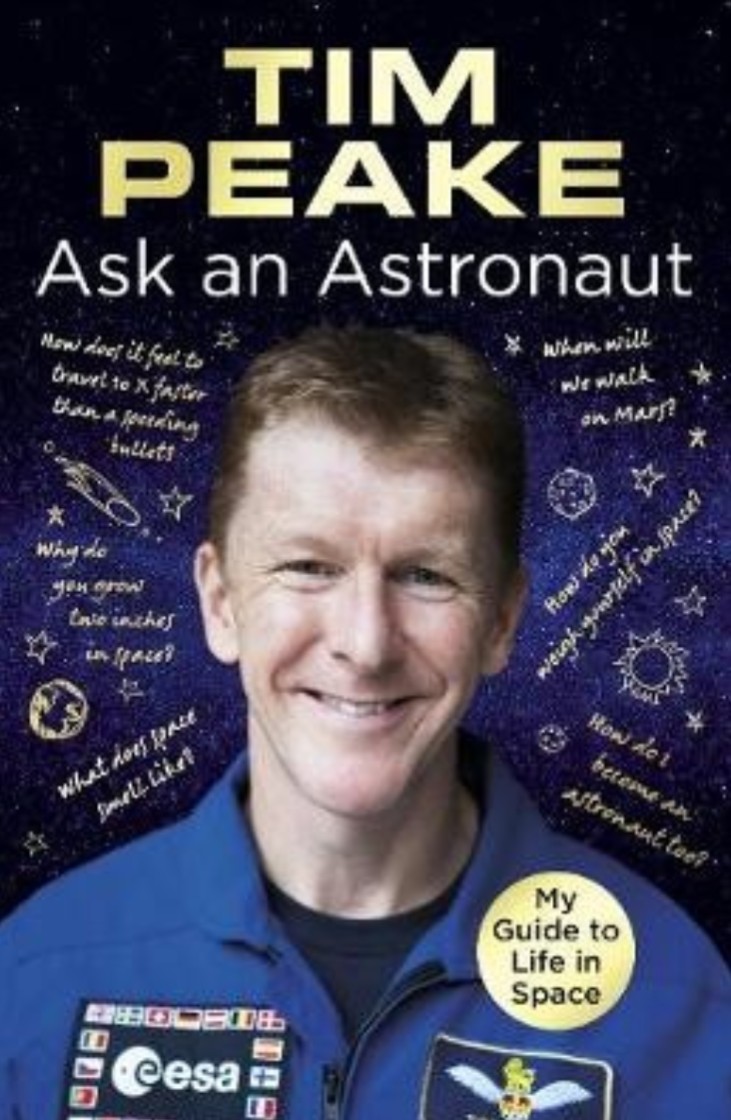 TIM
PEAKE
Ask an Astronaut
How does it feel to
travel to x faster
than a speeding
bullet?
When will
we walk
on Mars?
Why do
you grow
two inches
in space?
How do you
weigh yourself in space?
What does space
smell like?
How do I
become an
astronaut too?
My
Guide to
Life in
Space
esa